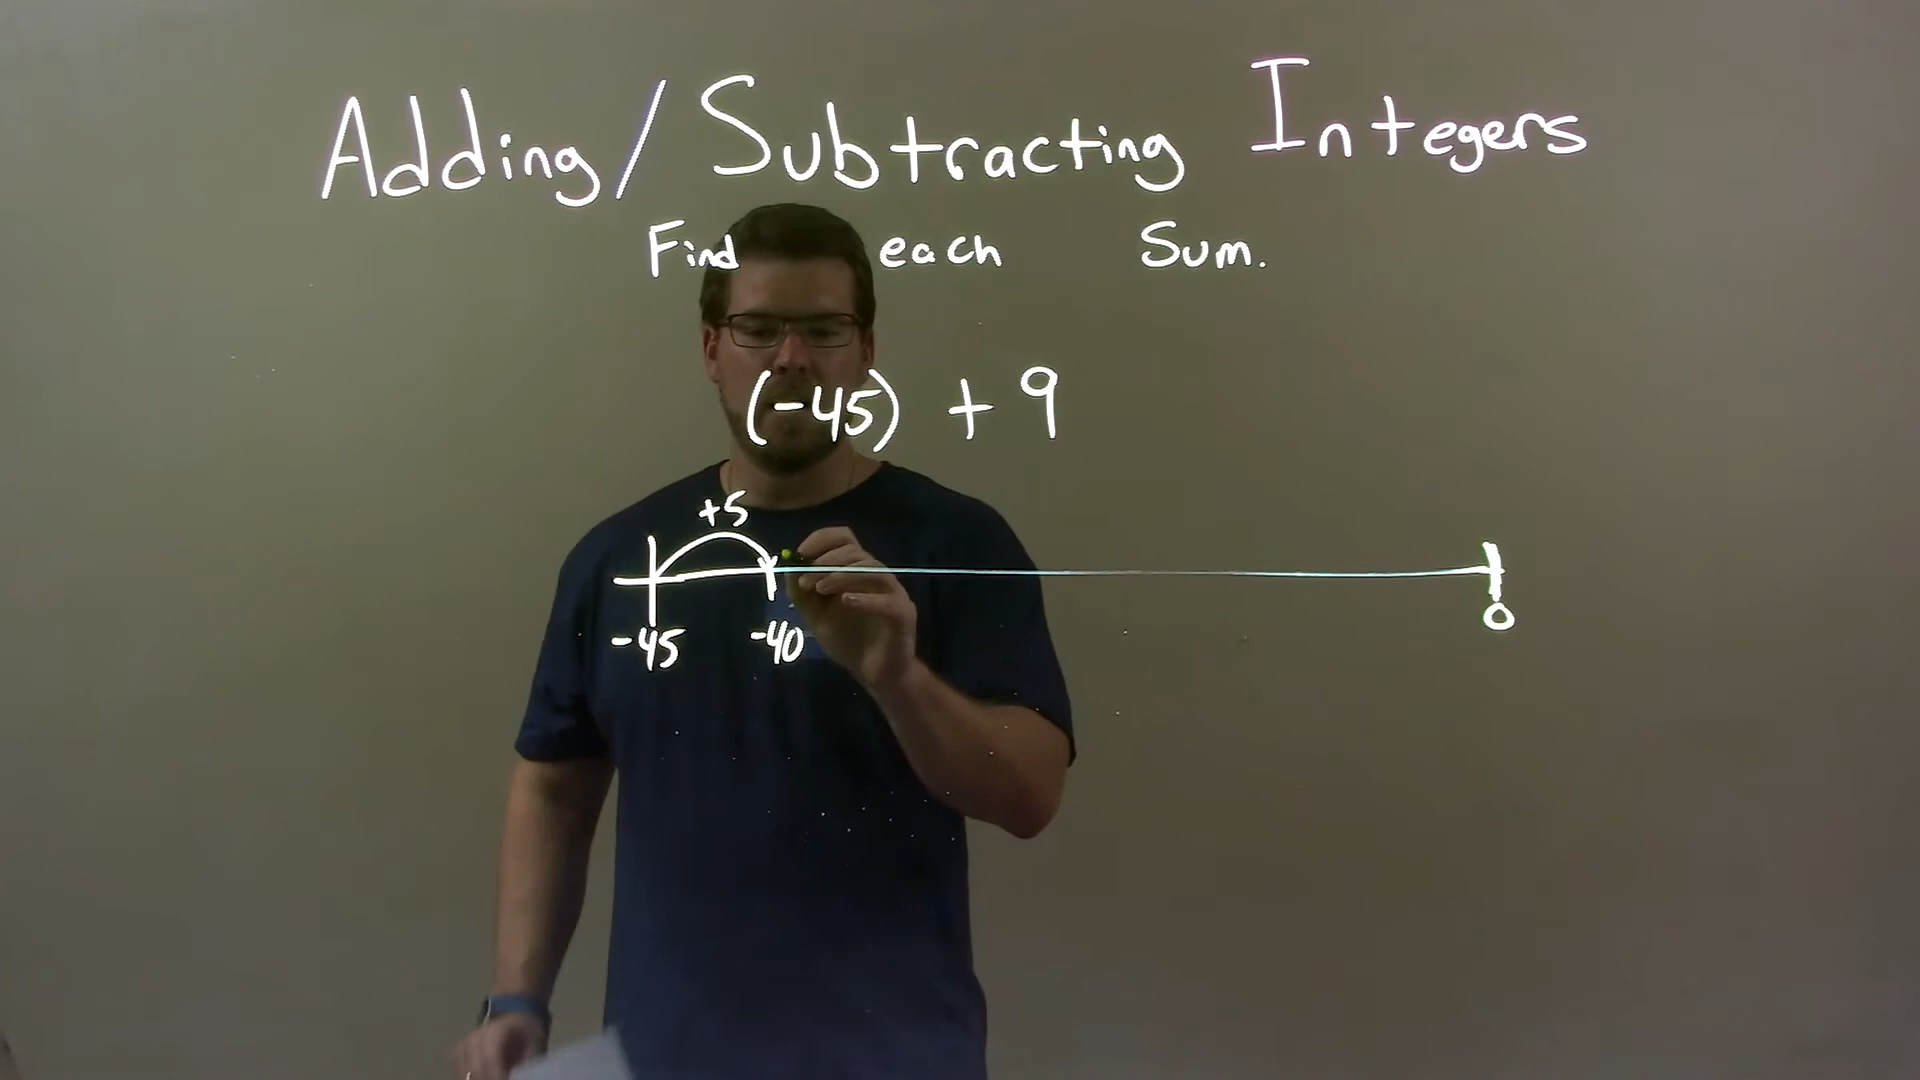 Adding/Subtracting Integers
Find each Sum.
(-45) + 9
+5
-45 -40 0